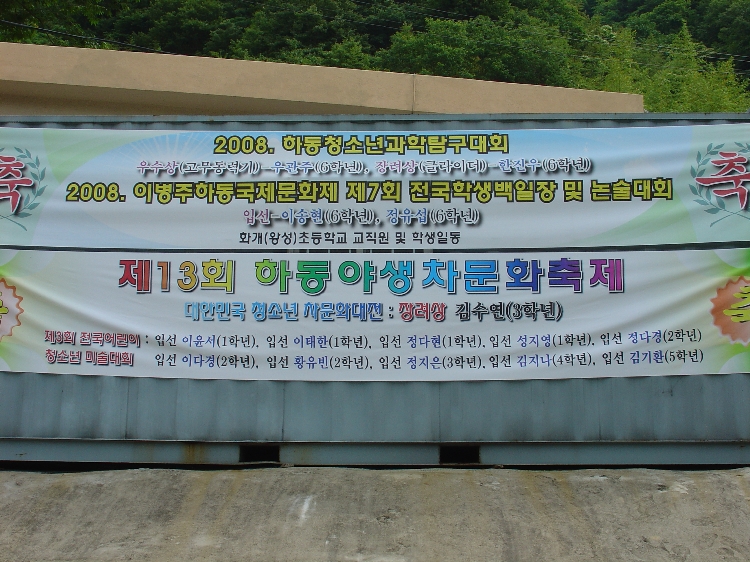 축
2008. 하동청소년과학탐구대회
우수상(고무동력기)-우관주(6학년), 장려상(글라이더)-한진우(6학년)
2008. 이병주하동국제문화제 제7회 전국학생백일장 및 논술대회
입선-이송현(6학년), 정유섭(6학년)
화개(왕성)초등학교 교직원 및 학생일동
축
제13회 하동야생차문화축제
대한민국 청소년 차문화대전 : 장려상 김수연(3학년)
제3회 전국어린이 : 입선 이윤서(1학년), 입선 이태한(1학년), 입선 정다현(1학년), 입선 성지영(1학년), 입선 정다경(2학년)
청소년 미술대회 입선 이다경(2학년), 입선 황유빈(2학년), 입선 정지은(3학년), 입선 김지나(4학년), 입선 김기환(5학년)